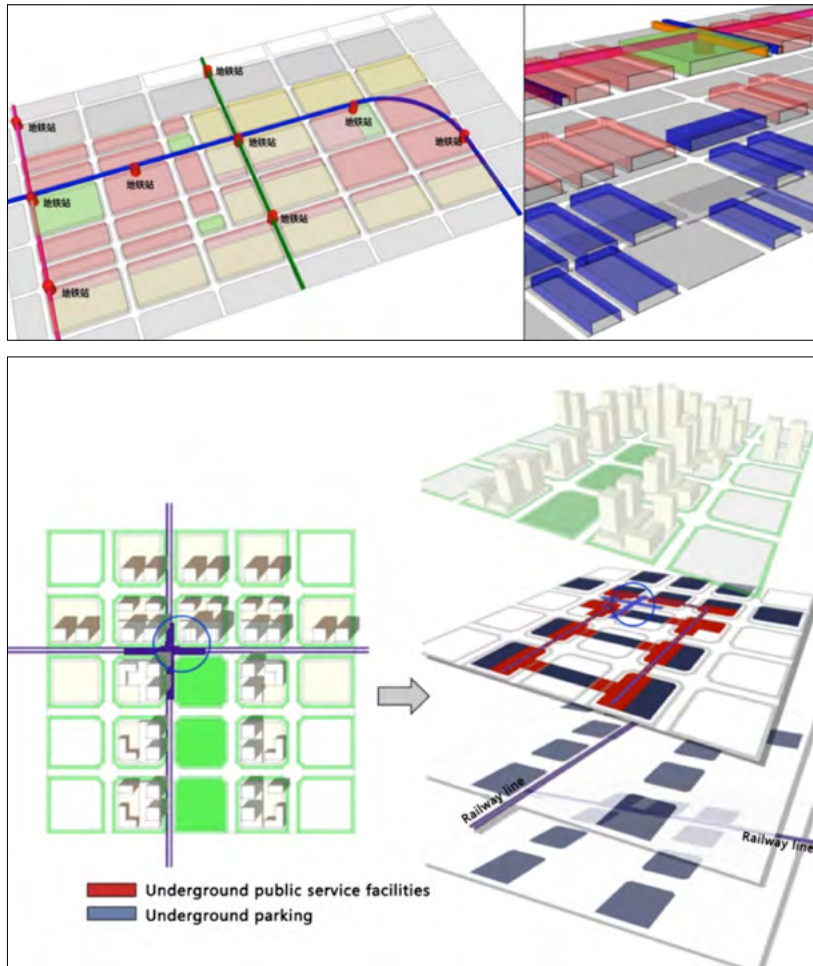 地铁站
地铁站
地铁站
地铁站
地铁站
地铁站
地铁站
地铁站
地铁站
Railway line
Railway line
Underground public service facilities
Underground parking